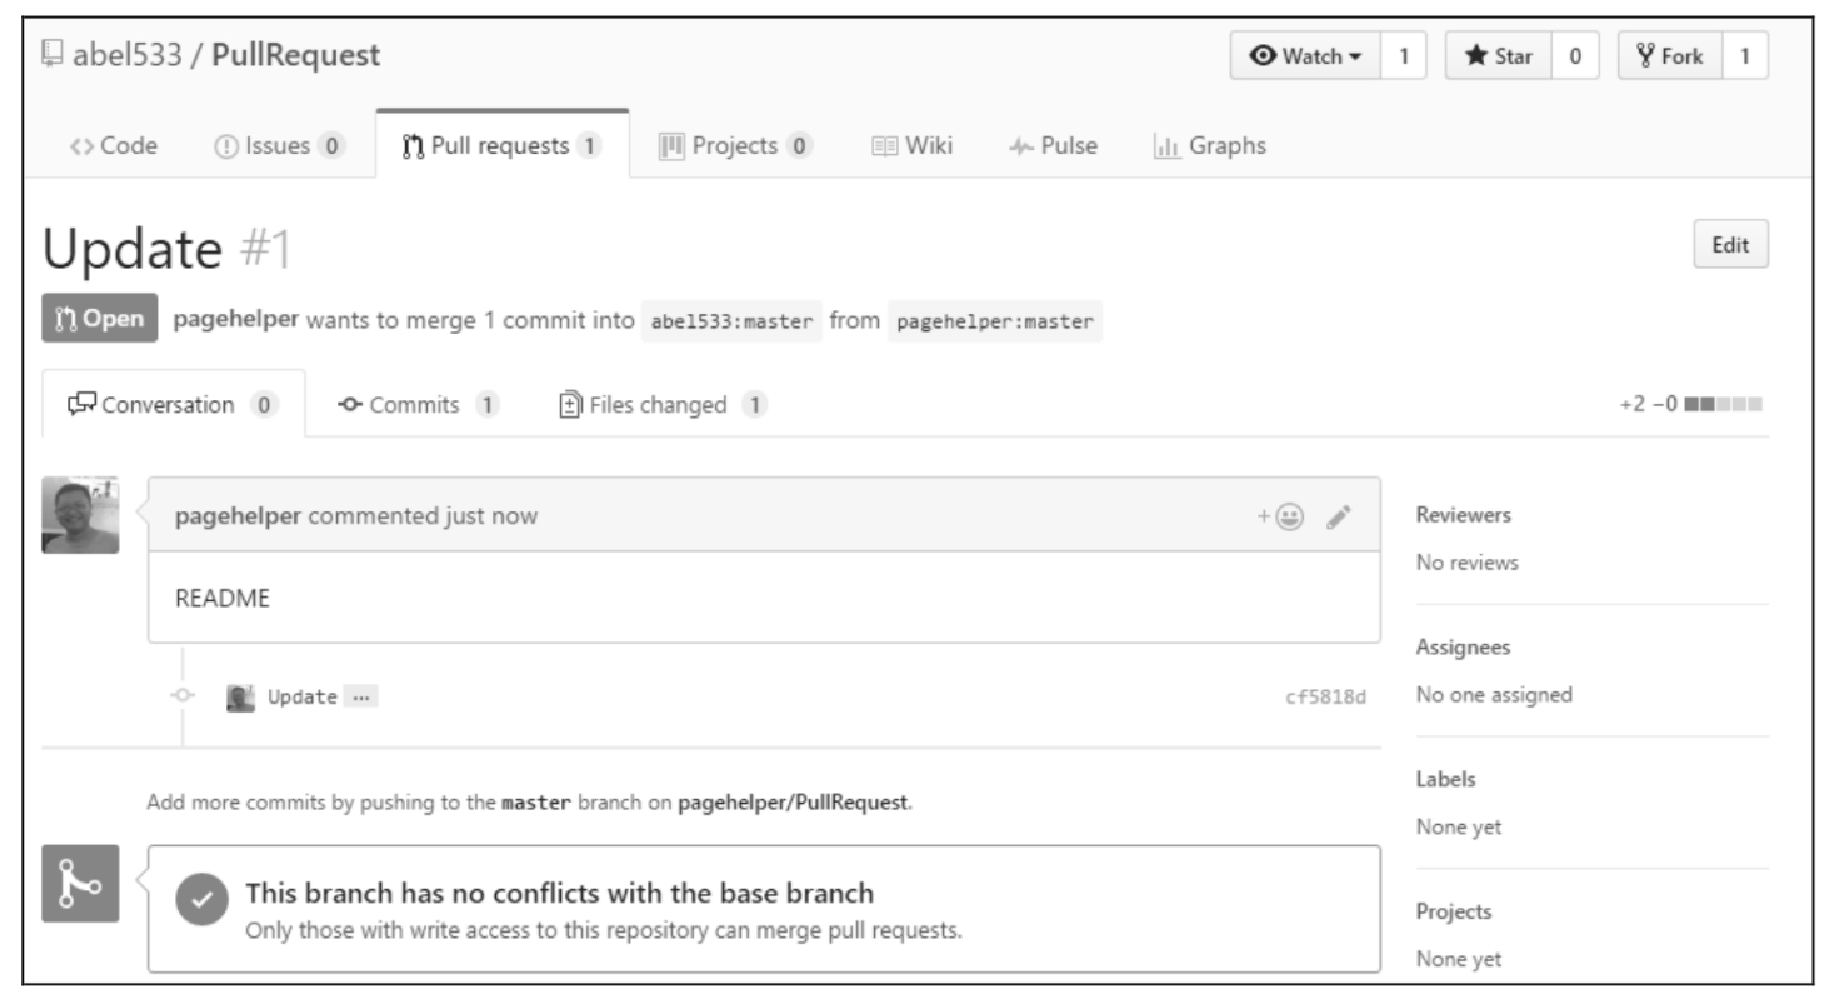 abel533 / PullRequest Watch 1 Star 0 Fork 1
Code Issues 0 Pull requests 1 Projects 0 Wiki Pulse Graphs
Update #1 Edit
Open pagehelper wants to merge 1 commit into abel533:master from pagehelper:master
Conversation 0 Commits 1 Files changed 1 +2 −0
pagehelper commented just now +
Reviewers
No reviews
README
Assignees
No one assigned
Update ... cf5818d
Labels
None yet
Add more commits by pushing to the master branch on pagehelper/PullRequest.
This branch has no conflicts with the base branch
Only those with write access to this repository can merge pull requests.
Projects
None yet